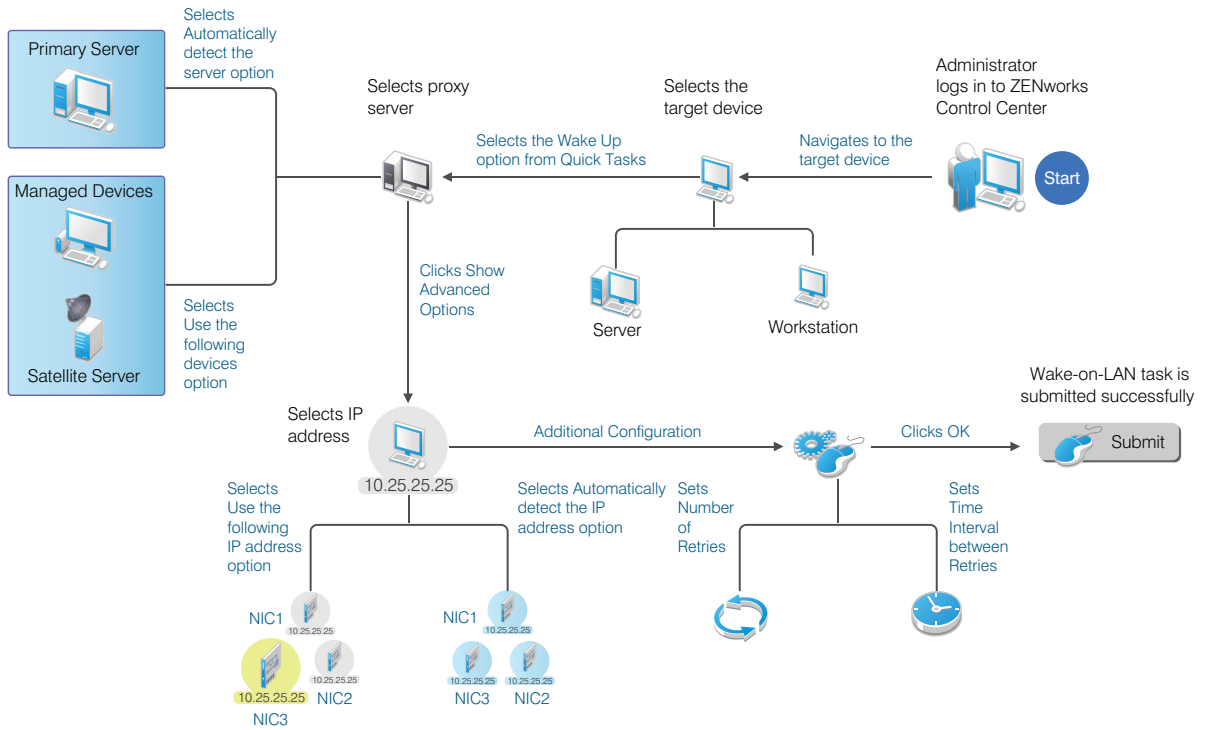 Selects
Automatically
detect the
server option
Primary Server
Managed Devices
Satellite Server
Selects
Use the
following
devices
option
Selects proxy
server
Selects the Wake Up
option from Quick Tasks
Selects the
target device
Navigates to the
target device
Administrator
logs in to ZENworks
Control Center
Start
Server
Workstation
Clicks Show
Advanced
Options
Selects IP
address
10.25.25.25
Additional Configuration
Clicks OK
Wake-on-LAN task is
submitted successfully
Submit
Selects
Use the
following
IP address
option
Selects Automatically
detect the IP
address option
Sets
Number
of
Retries
Sets
Time
Interval
between
Retries
NIC1
10.25.25.25
10.25.25.25
NIC3
10.25.25.25
NIC2
NIC1
10.25.25.25
10.25.25.25
NIC3
10.25.25.25
NIC2